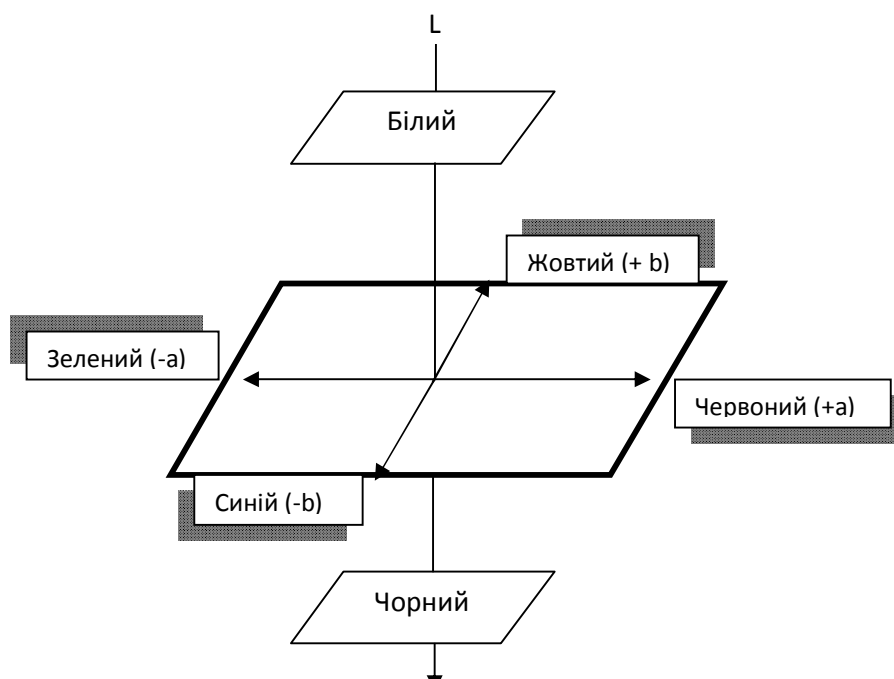 L
Білий
Жовтий (+ b)
Зелений (-a)
Червоний (+a)
Синій (-b)
Чорний